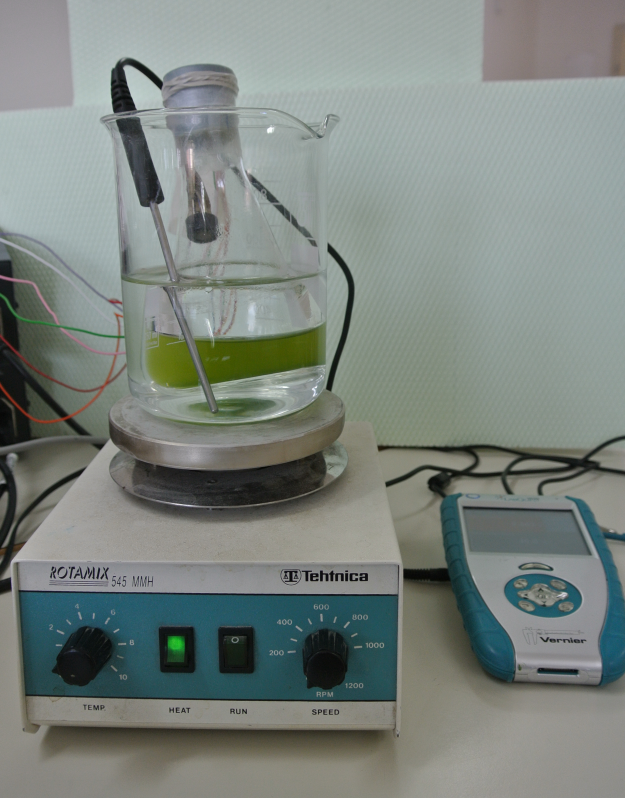 ROTAMIX 545 MMH
Tehtnica
2 4 6 8 10
TEMP.
HEAT
RUN
200 400 600 800 1000 1200
RPM
SPEED
Vernier